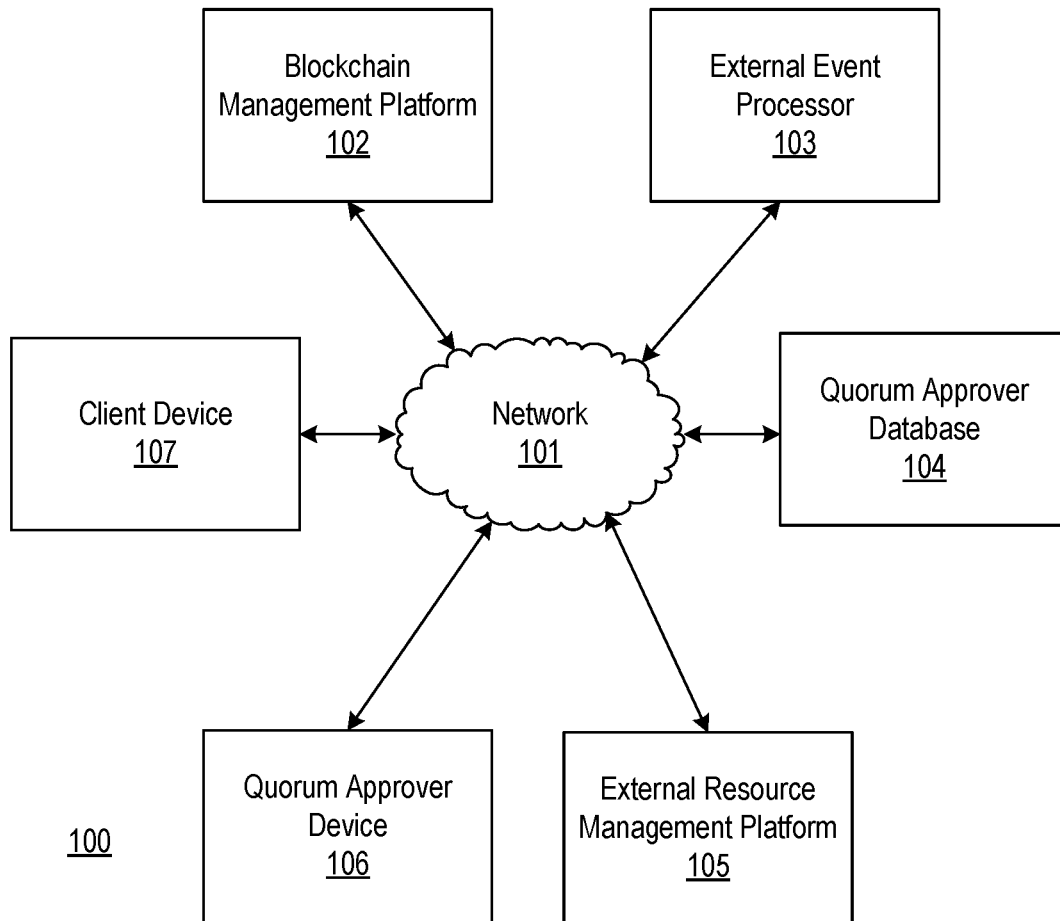 Blockchain
Management Platform
102
External Event
Processor
103
Client Device
107
Network
101
Quorum Approver
Database
104
Quorum Approver
Device
106
External Resource
Management Platform
105
100